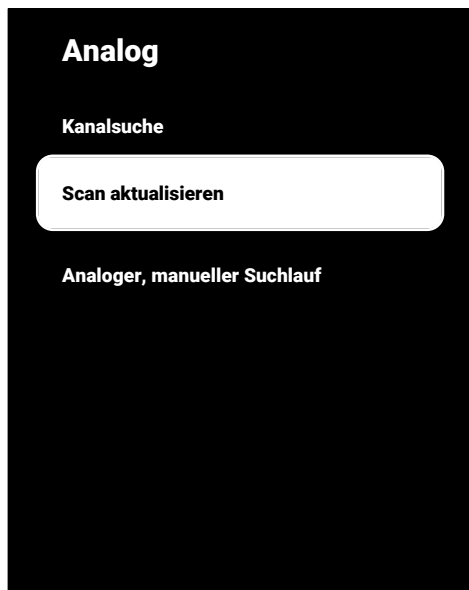 Analog
Kanalsuche
Scan aktualisieren
Analoger, manueller Suchlauf